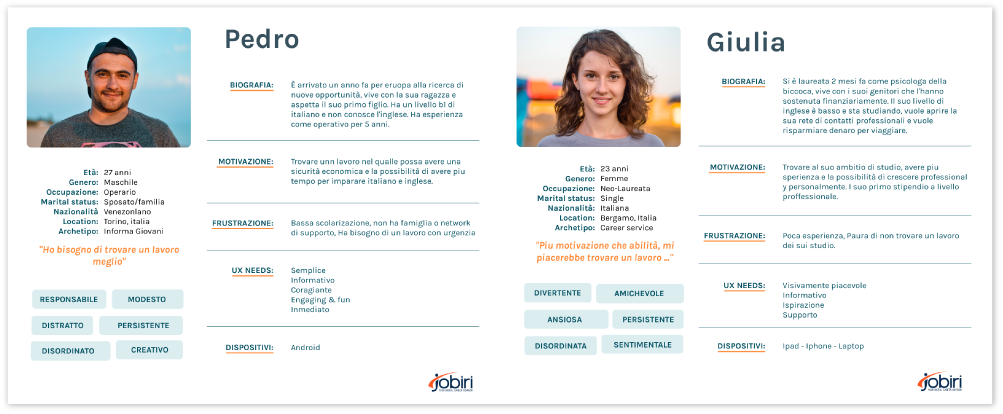 Pedro
BIOGRAFIA:
È arrivato un anno fa per eruopa alla ricerca di
nuove opportunità, vive con la sua ragazza e
aspetta il suo primo figlio. Ha un livello b1 di
italiano e non conosce l'inglese. Ha esperienza
come operativo per 5 anni.
MOTIVAZIONE:
Trovare unn lavoro nel quale possa avere una
sicurità economica e la possibilità di avere piu
tempo per imparare italiano e inglese.
FRUSTRAZIONE:
Bassa scolarizazione, non ha famiglia o network
di supporto, Ha bisogno di un lavoro con urgenzia
UX NEEDS:
Semplice
Informativo
Coragiante
Engaging & fun
Inmediato
DISPOSITIVI:
Android
Età: 27 anni
Genero: Maschile
Occupazione: Operario
Marital status: Sposato/familia
Nazionalità Venezonlano
Location: Torino, italia
Archetipo: Informa Giovani
"Ho bisogno di trovare un lavoro
meglio"
RESPONSABILE
MODESTO
DISTRATTO
PERSISTENTE
DISORDINATO
CREATIVO
jobiri
Giulia
BIOGRAFIA:
Si è laureata 2 mesi fa come psicologa della
biccoca, vive con i suoi genitori che l'hanno
sostenuta finanziariamente. Il suo livello di
inglese è basso e sta studiando, vuole aprire la
sua rete di contatti professionali e vuole
risparmiare denaro per viaggiare.
MOTIVAZIONE:
Trovare al suo ambitio di studio, avere piu
sperienza e la possibilità di crescere professional
y personalmente. I suo primo stipendio a livello
proffessionale.
FRUSTRAZIONE:
Poca esperienza, Paura di non trovare un lavoro
dei sui studio.
UX NEEDS:
Visivamente piacevole
Informativo
Ispirazione
Supporto
DISPOSITIVI:
Ipad - Iphone - Laptop
Età: 23 anni
Genero: Femme
Occupazione: Neo-Laureata
Marital status: Single
Nazionalità: Italiana
Location: Bergamo, Italia
Archetipo: Career service
"Piu motivazione che abilità, mi
piacerebbe trovare un lavoro ..."
DIVERTENTE
AMICHEVOLE
ANSIOSA
PERSISTENTE
DISORDINATA
SENTIMENTALE
jobiri